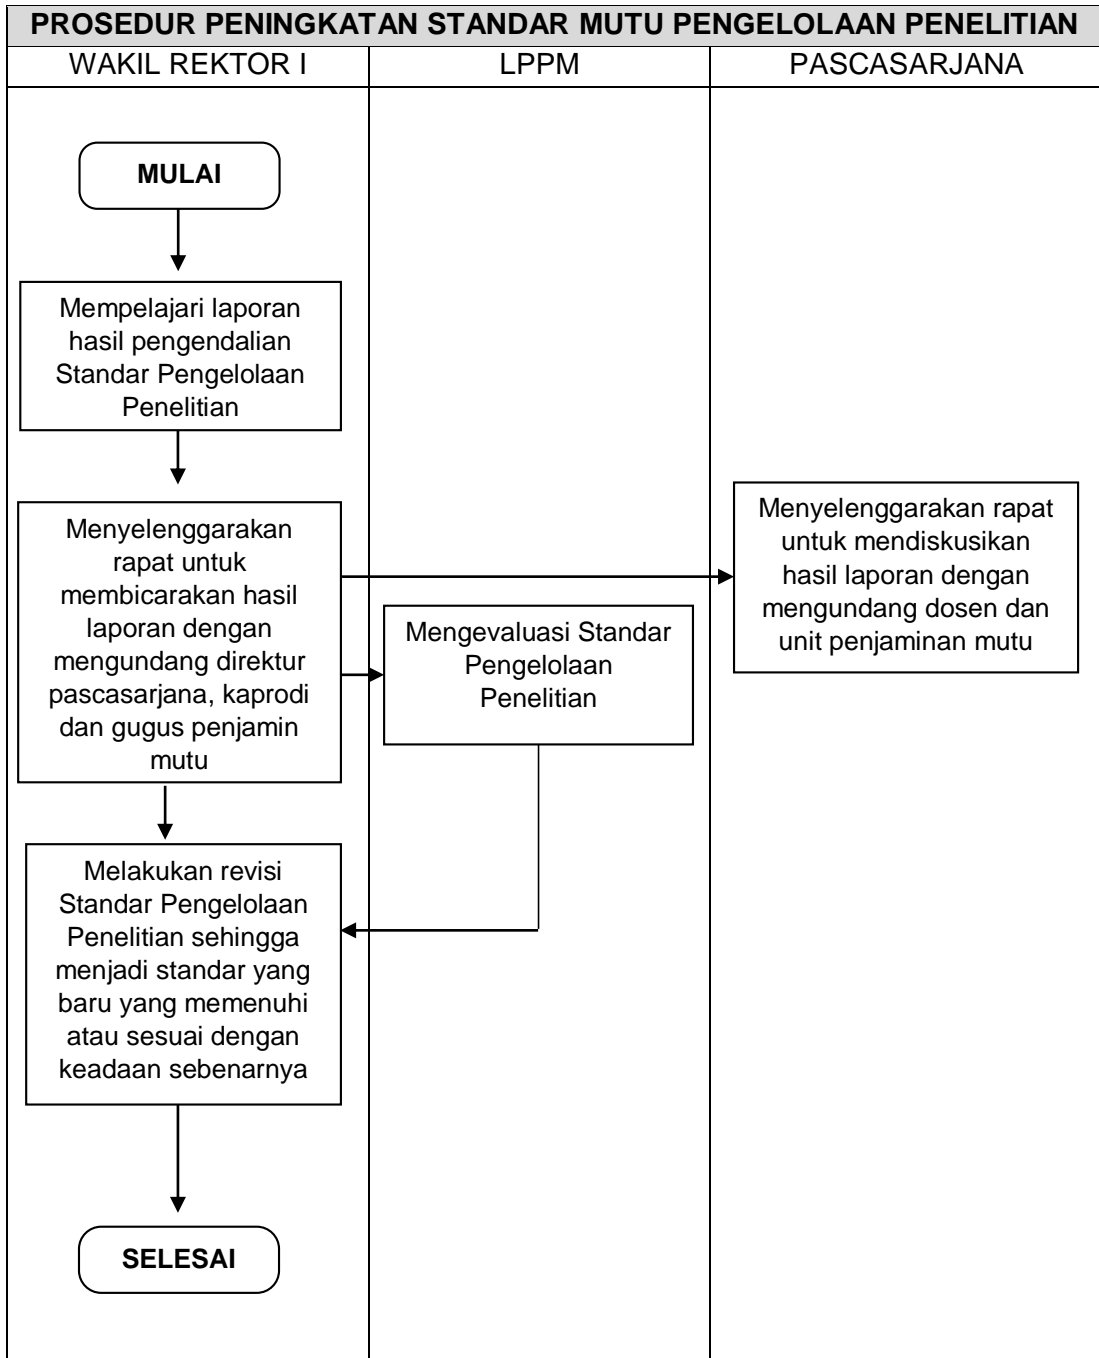 PROSEDUR PENINGKATAN STANDAR MUTU PENGELOLAAN PENELITIAN
WAKIL REKTOR I
LPPM
PASCASARJANA
MULAI
Mempelajari laporan
hasil pengendalian
Standar Pengelolaan
Penelitian
Menyelenggarakan
rapat untuk
membicarakan hasil
laporan dengan
mengundang direktur
pascasarjana, kaprodi
dan gugus penjamin
mutu
Menyelenggarakan rapat
untuk mendiskusikan
hasil laporan dengan
mengundang dosen dan
unit penjaminan mutu
Mengevaluasi Standar
Pengelolaan
Penelitian
Melakukan revisi
Standar Pengelolaan
Penelitian sehingga
menjadi standar yang
baru yang memenuhi
atau sesuai dengan
keadaan sebenarnya
SELESAI